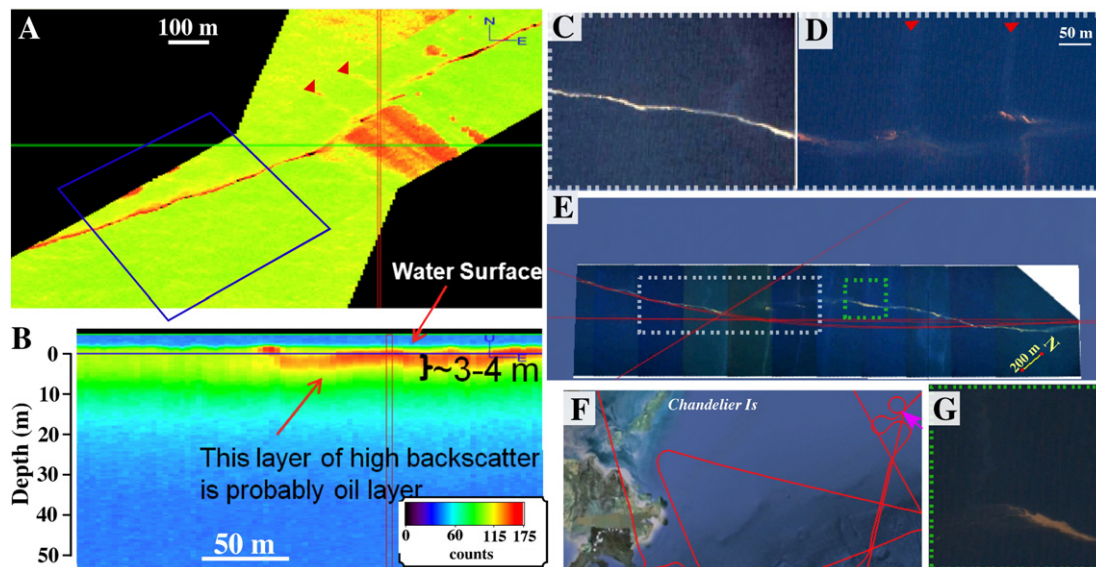 A
100 m
N
E
Water Surface
B
U
E
0
10
20
30
40
50
Depth (m)
~3-4 m
This layer of high backscatter
is probably oil layer
50 m
0 60 115 175
counts
C
D
50 m
E
200 m
N
F
Chandelier Is
G